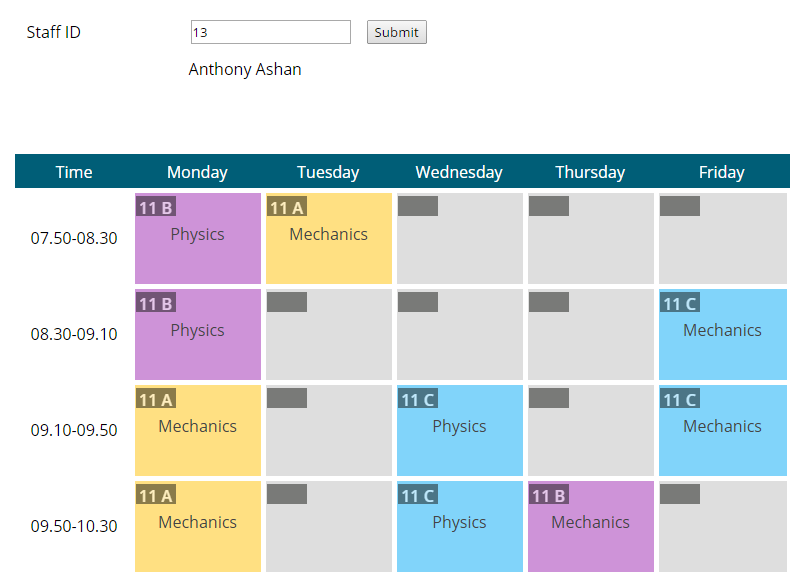 Staff ID 13 Submit
Anthony Ashan
Time Monday Tuesday Wednesday Thursday Friday
11 B 11 A
Physics Mechanics
07.50-08.30
11 B 11 C
Physics Mechanics
08.30-09.10
11 A 11 C 11 C
Mechanics Physics Mechanics
09.10-09.50
11 A 11 C 11 B
Mechanics Physics Mechanics
09.50-10.30